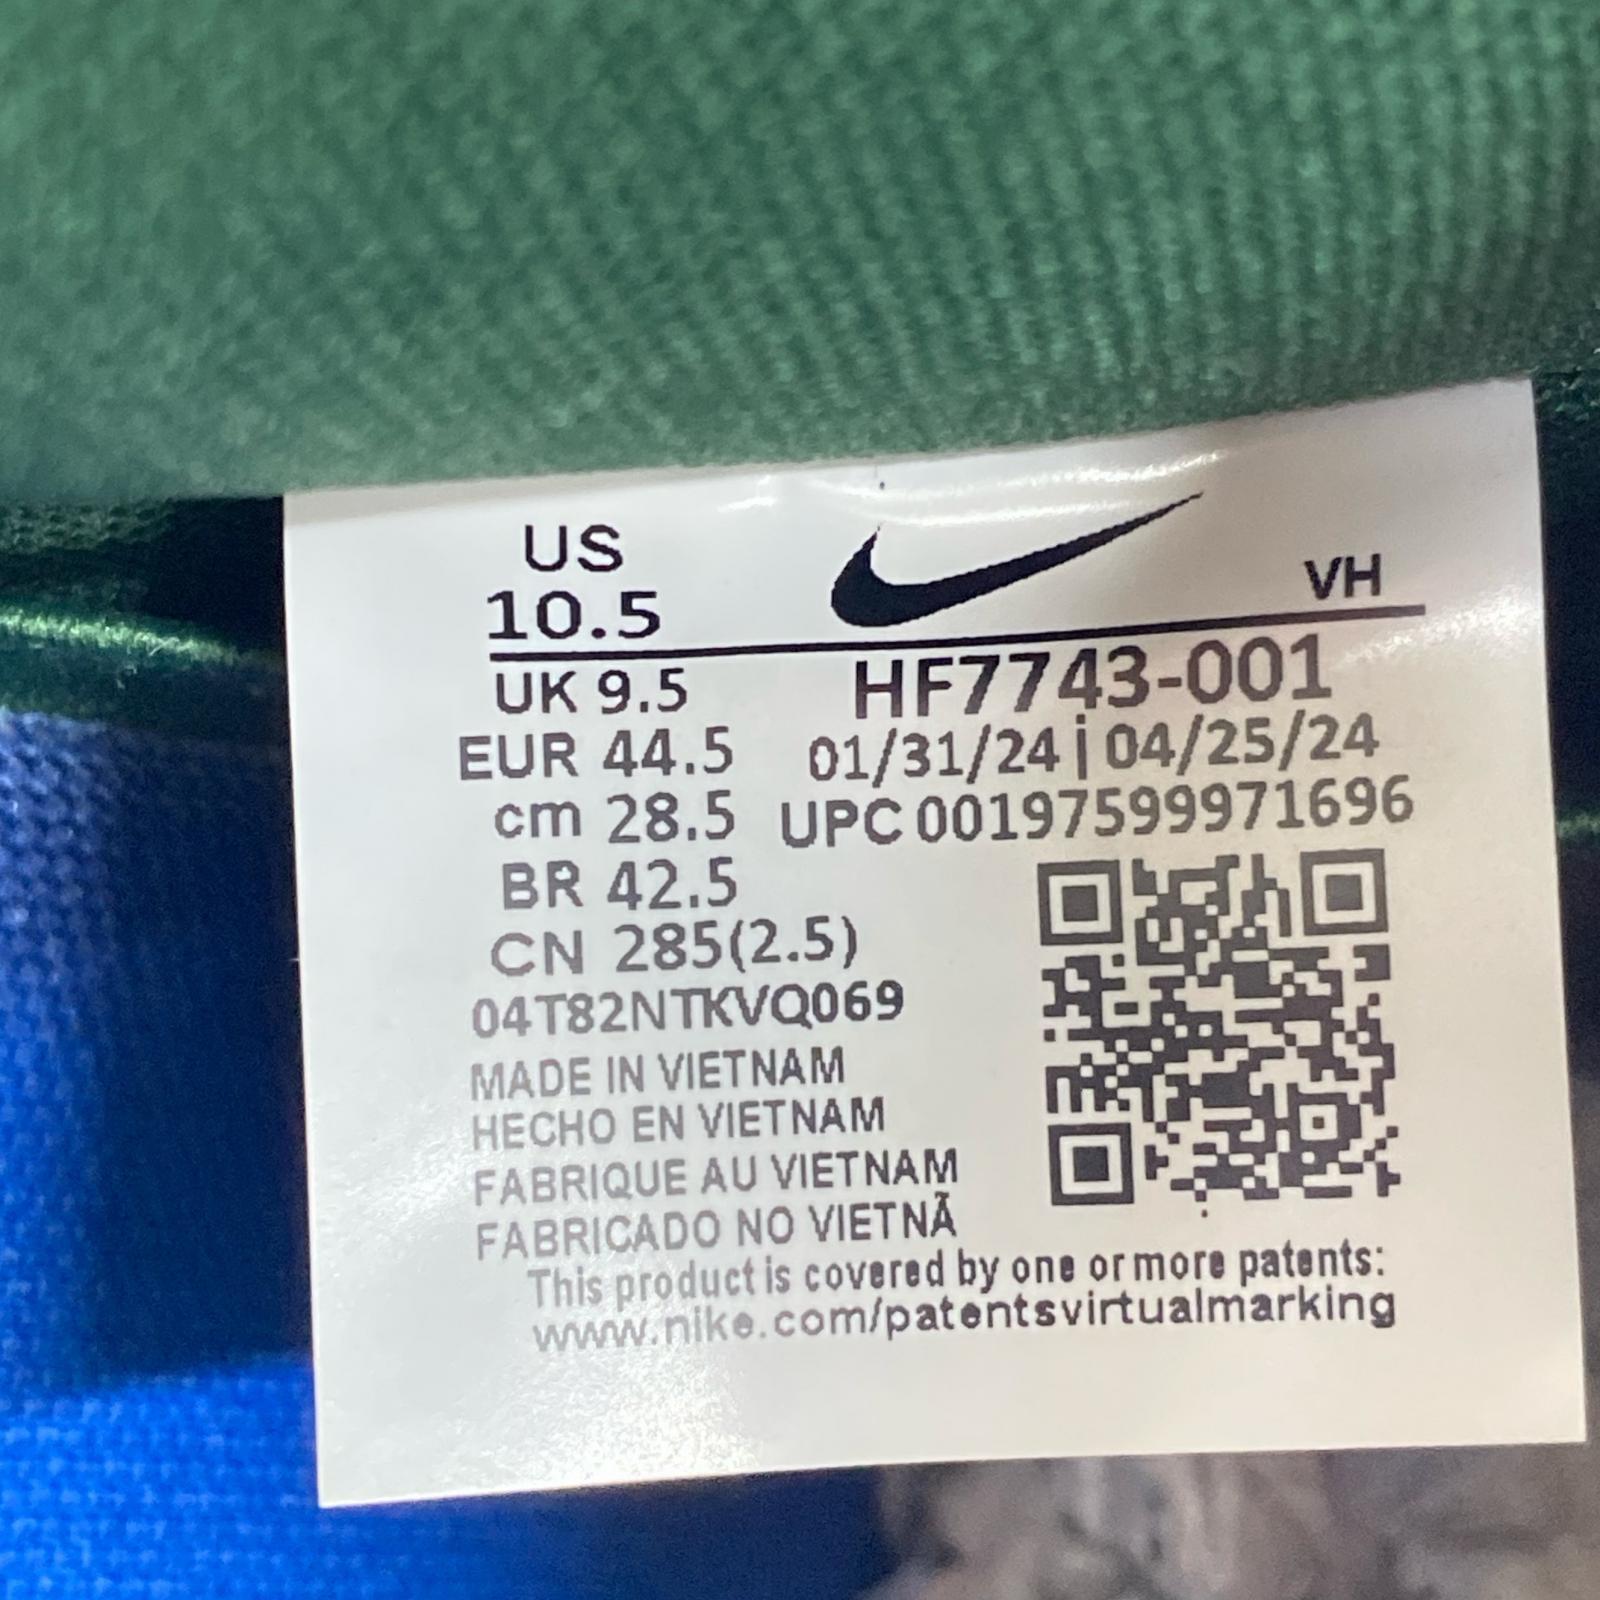 US
10.5
VH
UK 9.5
HF7743-001
EUR 44.5
01/31/24 | 04/25/24
cm 28.5
UPC 00197599971696
BR 42.5
CN 285(2.5)
04T82NTKVQ069
MADE IN VIETNAM
HECHO EN VIETNAM
FABRIQUE AU VIETNAM
FABRICADO NO VIETNÃ
This product is covered by one or more patents:
www.nike.com/patentsvirtualmarking